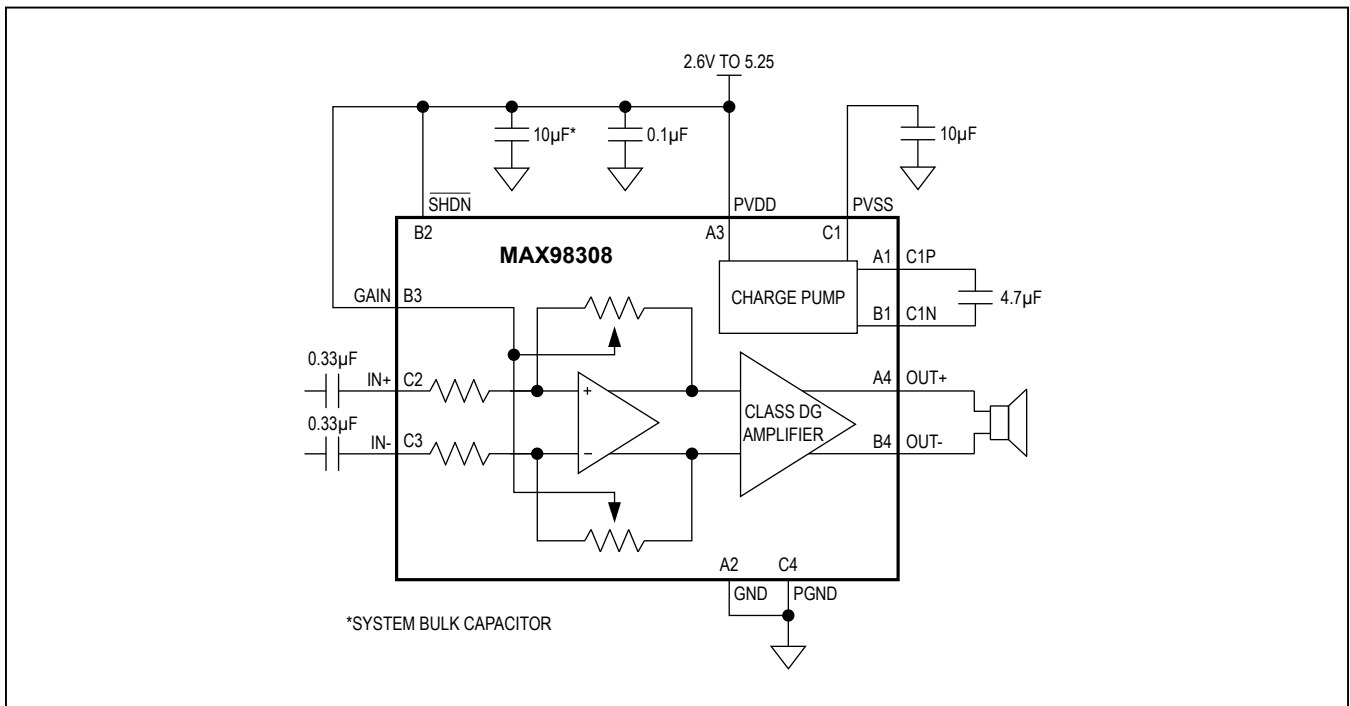 2.6V TO 5.25
10µF*
0.1µF
10µF
SHDN
PVDD
PVSS
B2
A3
C1
MAX98308
A1
C1P
CHARGE PUMP
4.7µF
GAIN
B3
B1
C1N
0.33µF
IN+
C2
+
A4
OUT+
CLASS DG
AMPLIFIER
0.33µF
IN-
C3
−
B4
OUT-
A2
C4
GND
PGND
*SYSTEM BULK CAPACITOR